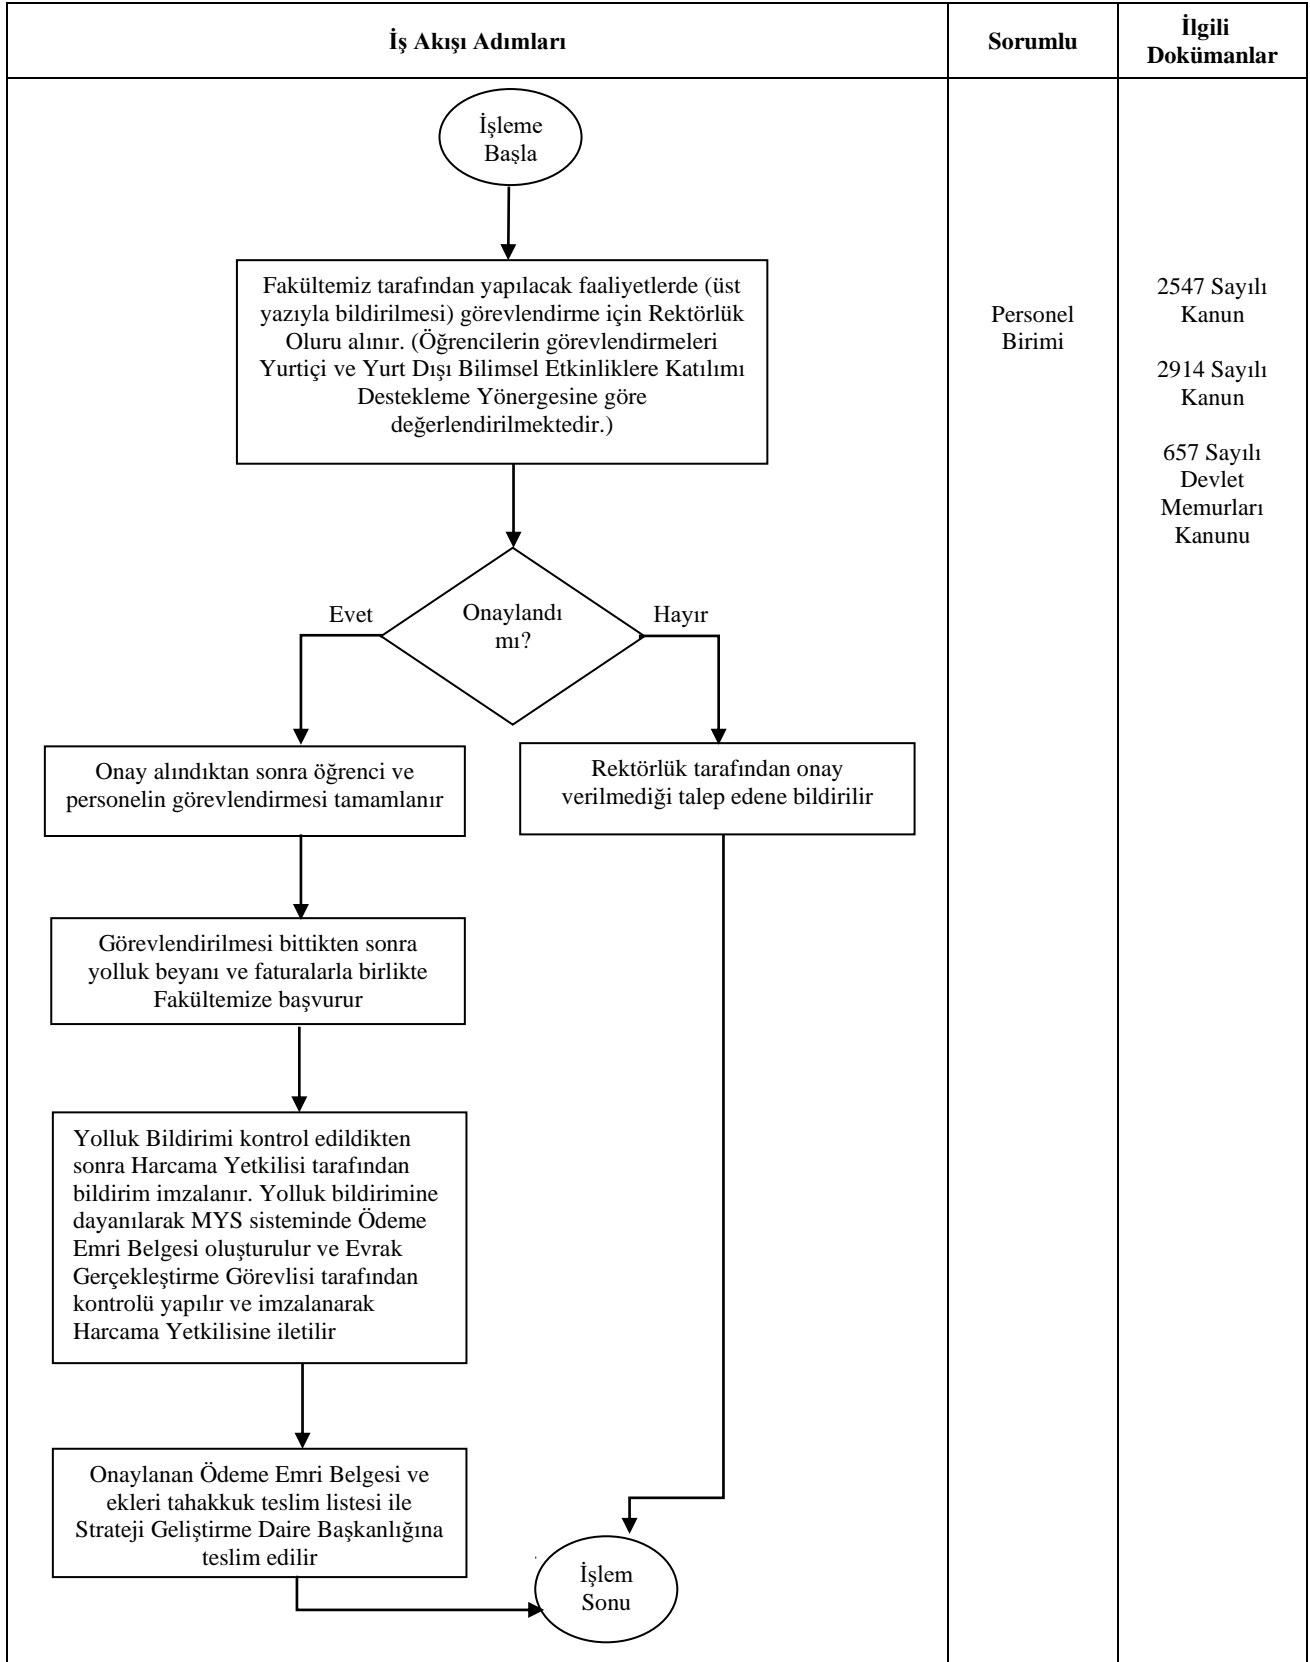 İş Akışı Adımları
Sorumlu
İlgili
Dokümanlar
İşleme
Başla
Fakültemiz tarafından yapılacak faaliyetlerde (üst
yazıyla bildirilmesi) görevlendirme için Rektörlük
Oluru alınır. (Öğrencilerin görevlendirmeleri
Yurtiçi ve Yurt Dışı Bilimsel Etkinliklere Katılımı
Destekleme Yönergesine göre
değerlendirilmektedir.)
Personel
Birimi
2547 Sayılı
Kanun
2914 Sayılı
Kanun
657 Sayılı
Devlet
Memurları
Kanunu
Evet
Onaylandı
mı?
Hayır
Onay alındıktan sonra öğrenci ve
personelin görevlendirmesi tamamlanır
Rektörlük tarafından onay
verilmediği talep edene bildirilir
Görevlendirilmesi bittikten sonra
yolluk beyanı ve faturalarla birlikte
Fakültemize başvurur
Yolluk Bildirimi kontrol edildikten
sonra Harcama Yetkilisi tarafından
bildirim imzalanır. Yolluk bildirimine
dayanılarak MYS sisteminde Ödeme
Emri Belgesi oluşturulur ve Evrak
Gerçekleştirme Görevlisi tarafından
kontrolü yapılır ve imzalanarak
Harcama Yetkilisine iletilir
Onaylanan Ödeme Emri Belgesi ve
ekleri tahakkuk teslim listesi ile
Strateji Geliştirme Daire Başkanlığına
teslim edilir
İşlem
Sonu